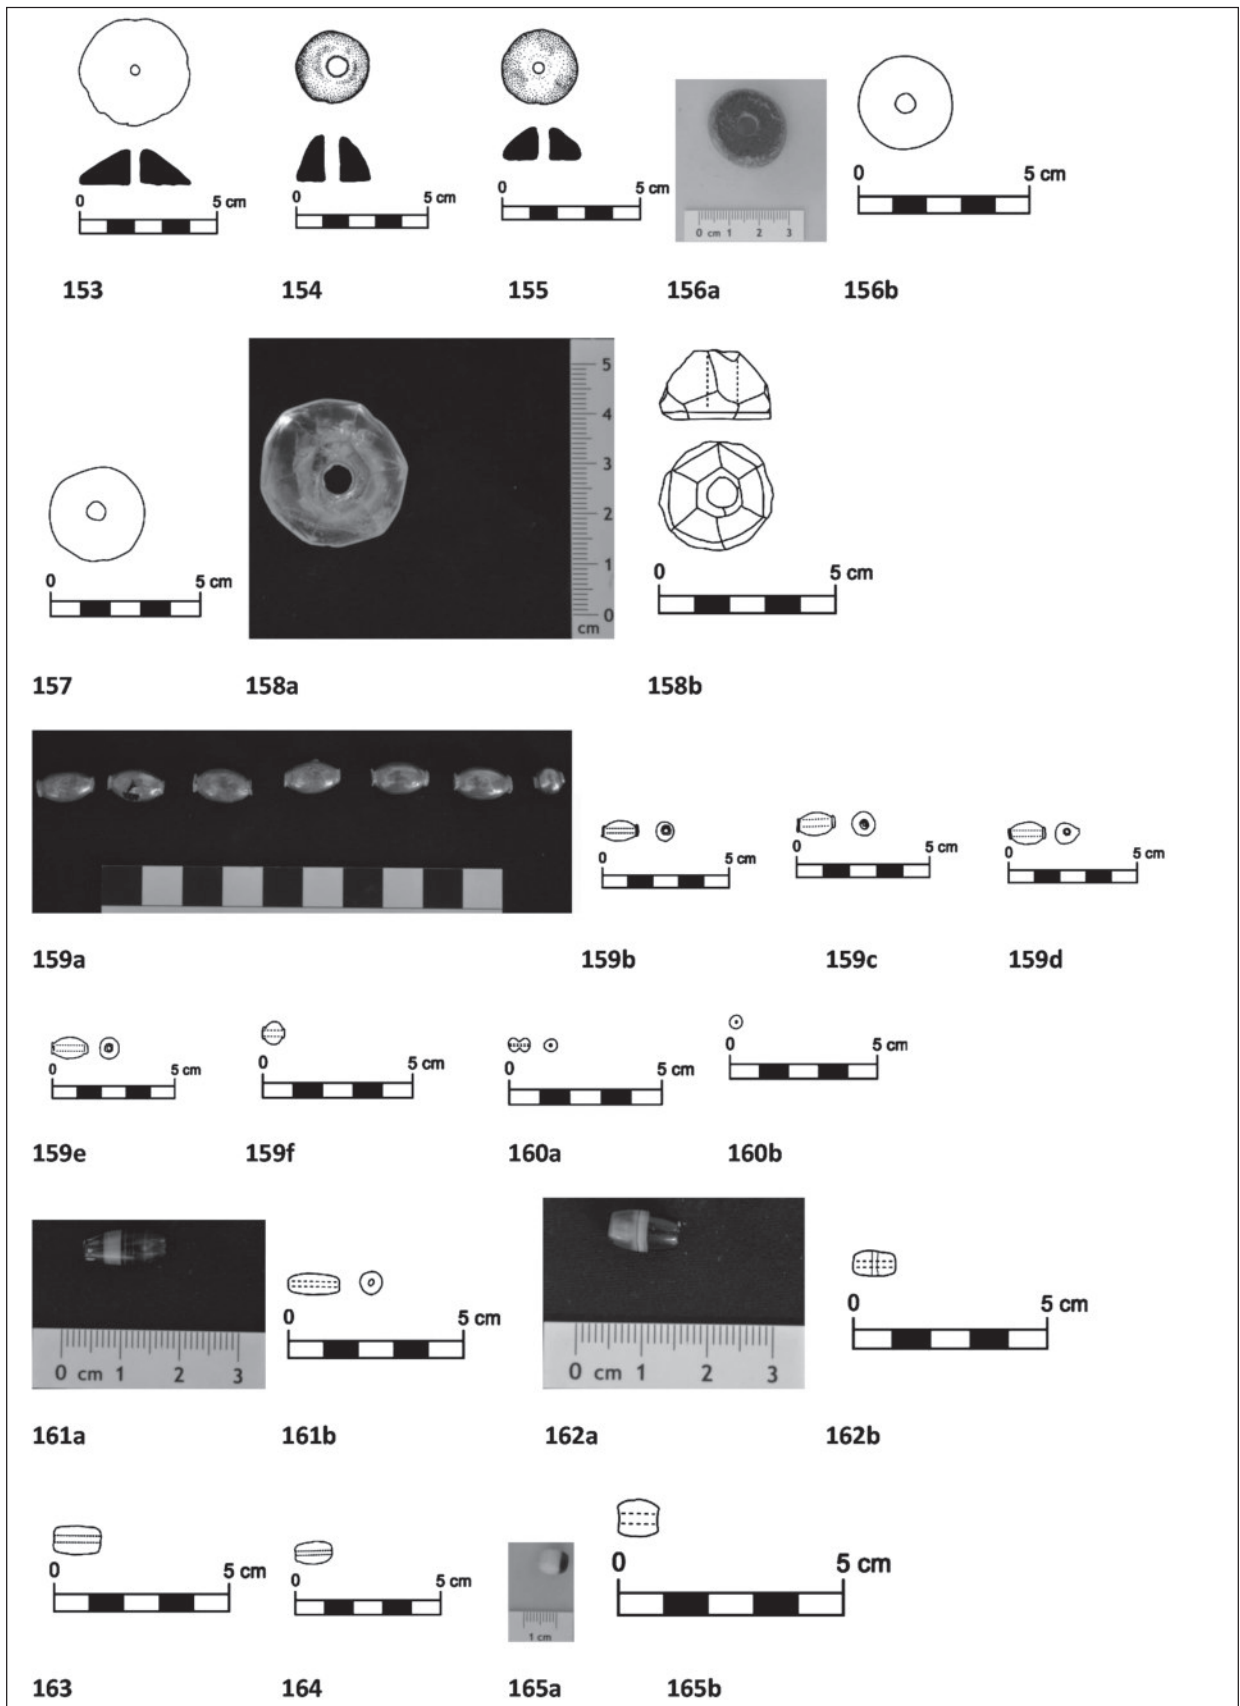 0 5 cm
0 5 cm
0 5 cm
0 cm 1 2 3
0 5 cm
153 154 155 156a 156b
5
4
3
2
1
0
cm
0 5 cm
0 5 cm
157 158a 158b
0 5 cm
0 5 cm
0 5 cm
159a 159b 159c 159d
0 5 cm
0 5 cm
0 5 cm
0 5 cm
159e 159f 160a 160b
0 cm 1 2 3
0 5 cm
0 cm 1 2 3
0 5 cm
161a 161b 162a 162b
0 5 cm
0 5 cm
1 cm
0 5 cm
163 164 165a 165b